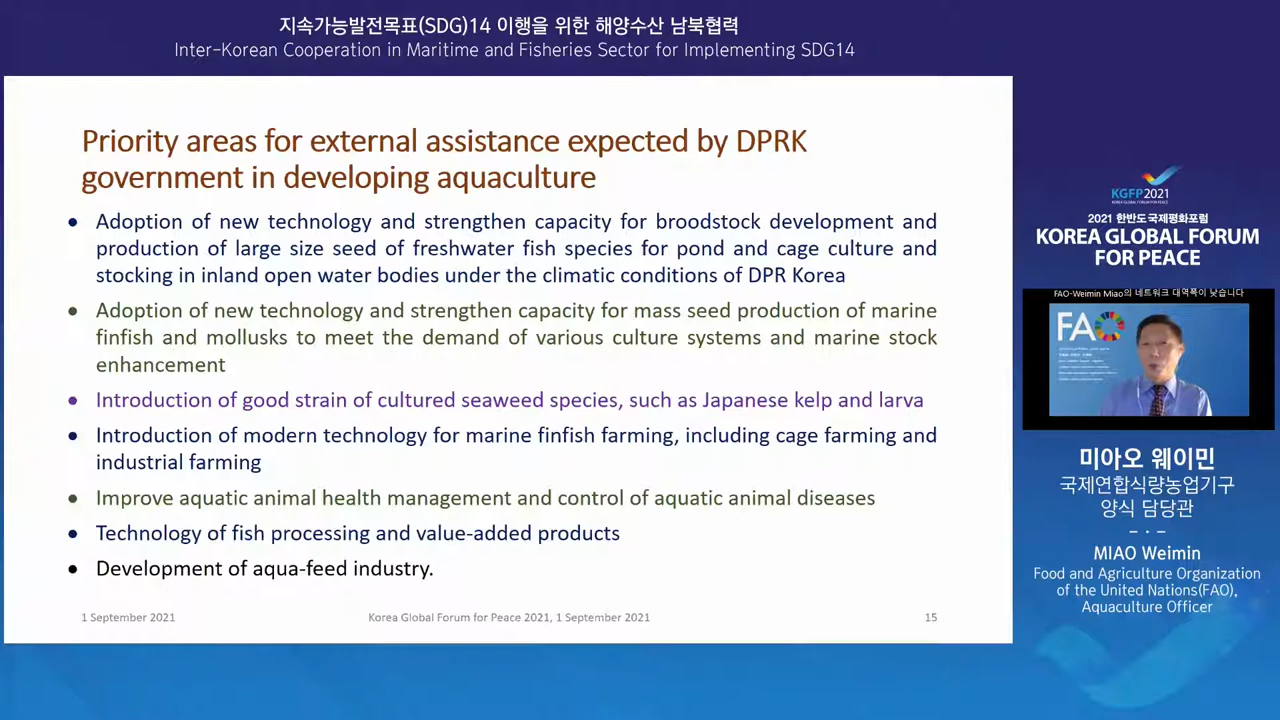 지속가능발전목표(SDG)14 이행을 위한 해양수산 남북협력
Inter-Korean Cooperation in Maritime and Fisheries Sector for Implementing SDG14
Priority areas for external assistance expected by DPRK
government in developing aquaculture
• Adoption of new technology and strengthen capacity for broodstock development and
production of large size seed of freshwater fish species for pond and cage culture and
stocking in inland open water bodies under the climatic conditions of DPR Korea
• Adoption of new technology and strengthen capacity for mass seed production of marine
finfish and mollusks to meet the demand of various culture systems and marine stock
enhancement
• Introduction of good strain of cultured seaweed species, such as Japanese kelp and larva
• Introduction of modern technology for marine finfish farming, including cage farming and
industrial farming
• Improve aquatic animal health management and control of aquatic animal diseases
• Technology of fish processing and value-added products
• Development of aqua-feed industry.
1 September 2021
Korea Global Forum for Peace 2021, 1 September 2021
15
KGFP2021
KOREA GLOBAL FORUM FOR PEACE
2021 한반도국제평화포럼
KOREA GLOBAL FORUM
FOR PEACE
FAO-Weimin Miao의 네트워크 대역폭이 낮습니다
FAO
미아오 웨이민
국제연합식량농업기구
양식 담당관
MIAO Weimin
Food and Agriculture Organization
of the United Nations(FAO),
Aquaculture Officer